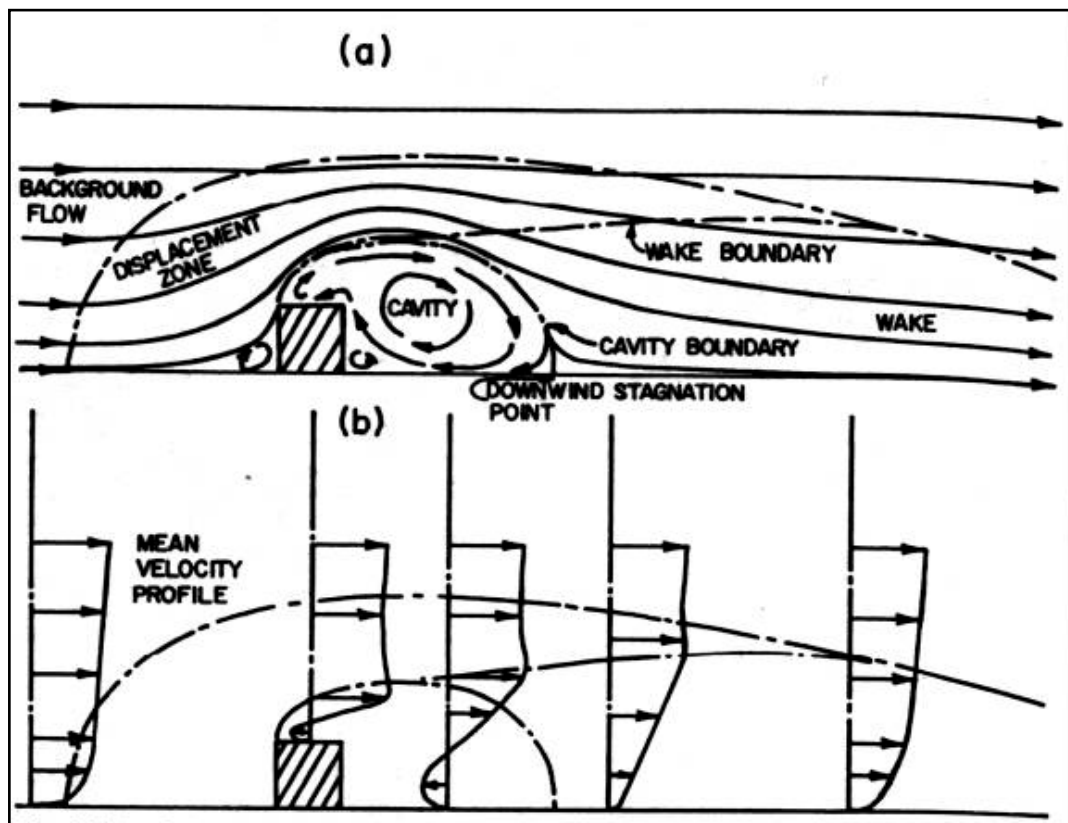 (a)
BACKGROUND
FLOW
DISPLACEMENT
ZONE
CAVITY
WAKE BOUNDARY
WAKE
CAVITY BOUNDARY
DOWNWIND STAGNATION
POINT
(b)
MEAN
VELOCITY
PROFILE